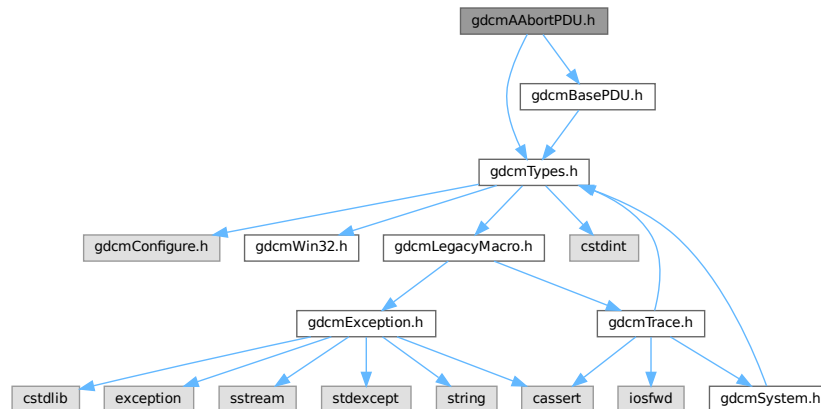 gdcmAAbortPDU.h
gdcmBasePDU.h
gdcmTypes.h
gdcmConfigure.h
gdcmWin32.h
gdcmLegacyMacro.h
cstdint
gdcmException.h
gdcmTrace.h
cstdlib
exception
sstream
stdexcept
string
cassert
iosfwd
gdcmSystem.h